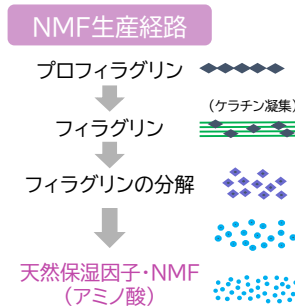 NMF生産経路
プロフィラグリン
（ケラチン凝集）
フィラグリン
フィラグリンの分解
天然保湿因子・NMF
（アミノ酸）